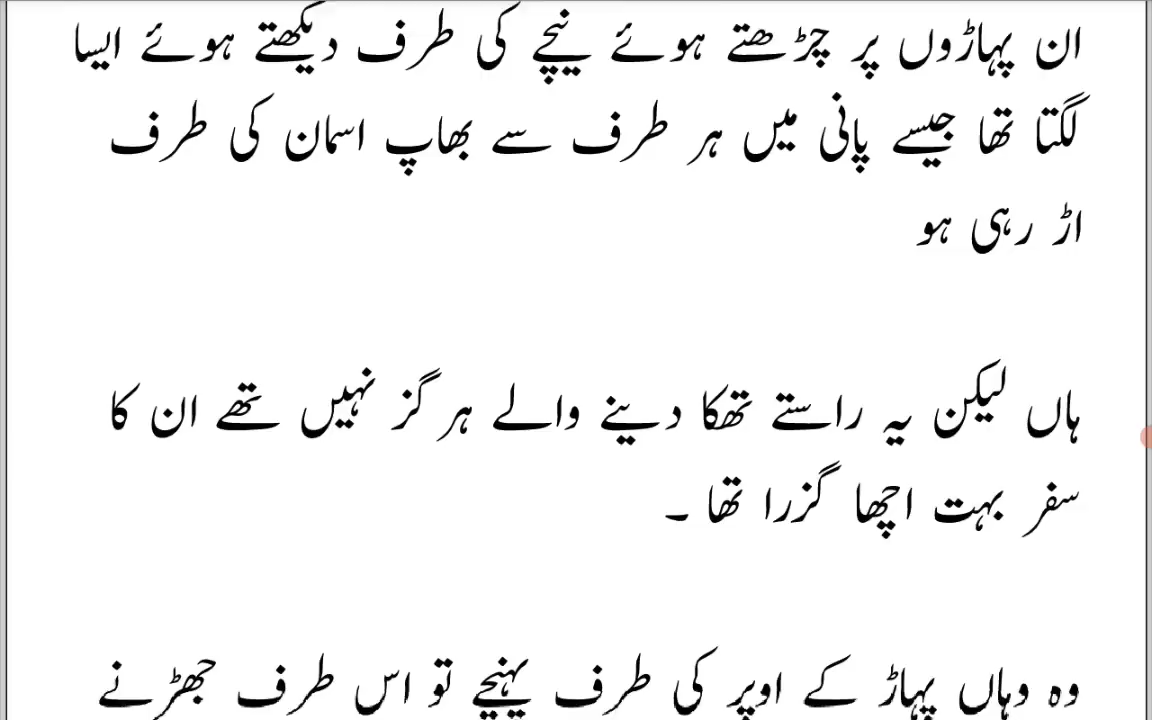 ان پہاڑوں پر چڑھتے ہوئے نیچے کی طرف دیکھتے ہوئے ایسا
لگتا تھا جیسے پانی میں ہر طرف سے بھاپ اسمان کی طرف
اڑ رہی ہو
ہاں لیکن یہ راستے تھکا دینے والے ہر گز نہیں تھے ان کا
سفر بہت اچھا گزرا تھا ۔
وہ وہاں پہاڑ کے اوپر کی طرف پہنچے تو اس طرف جھڑنے